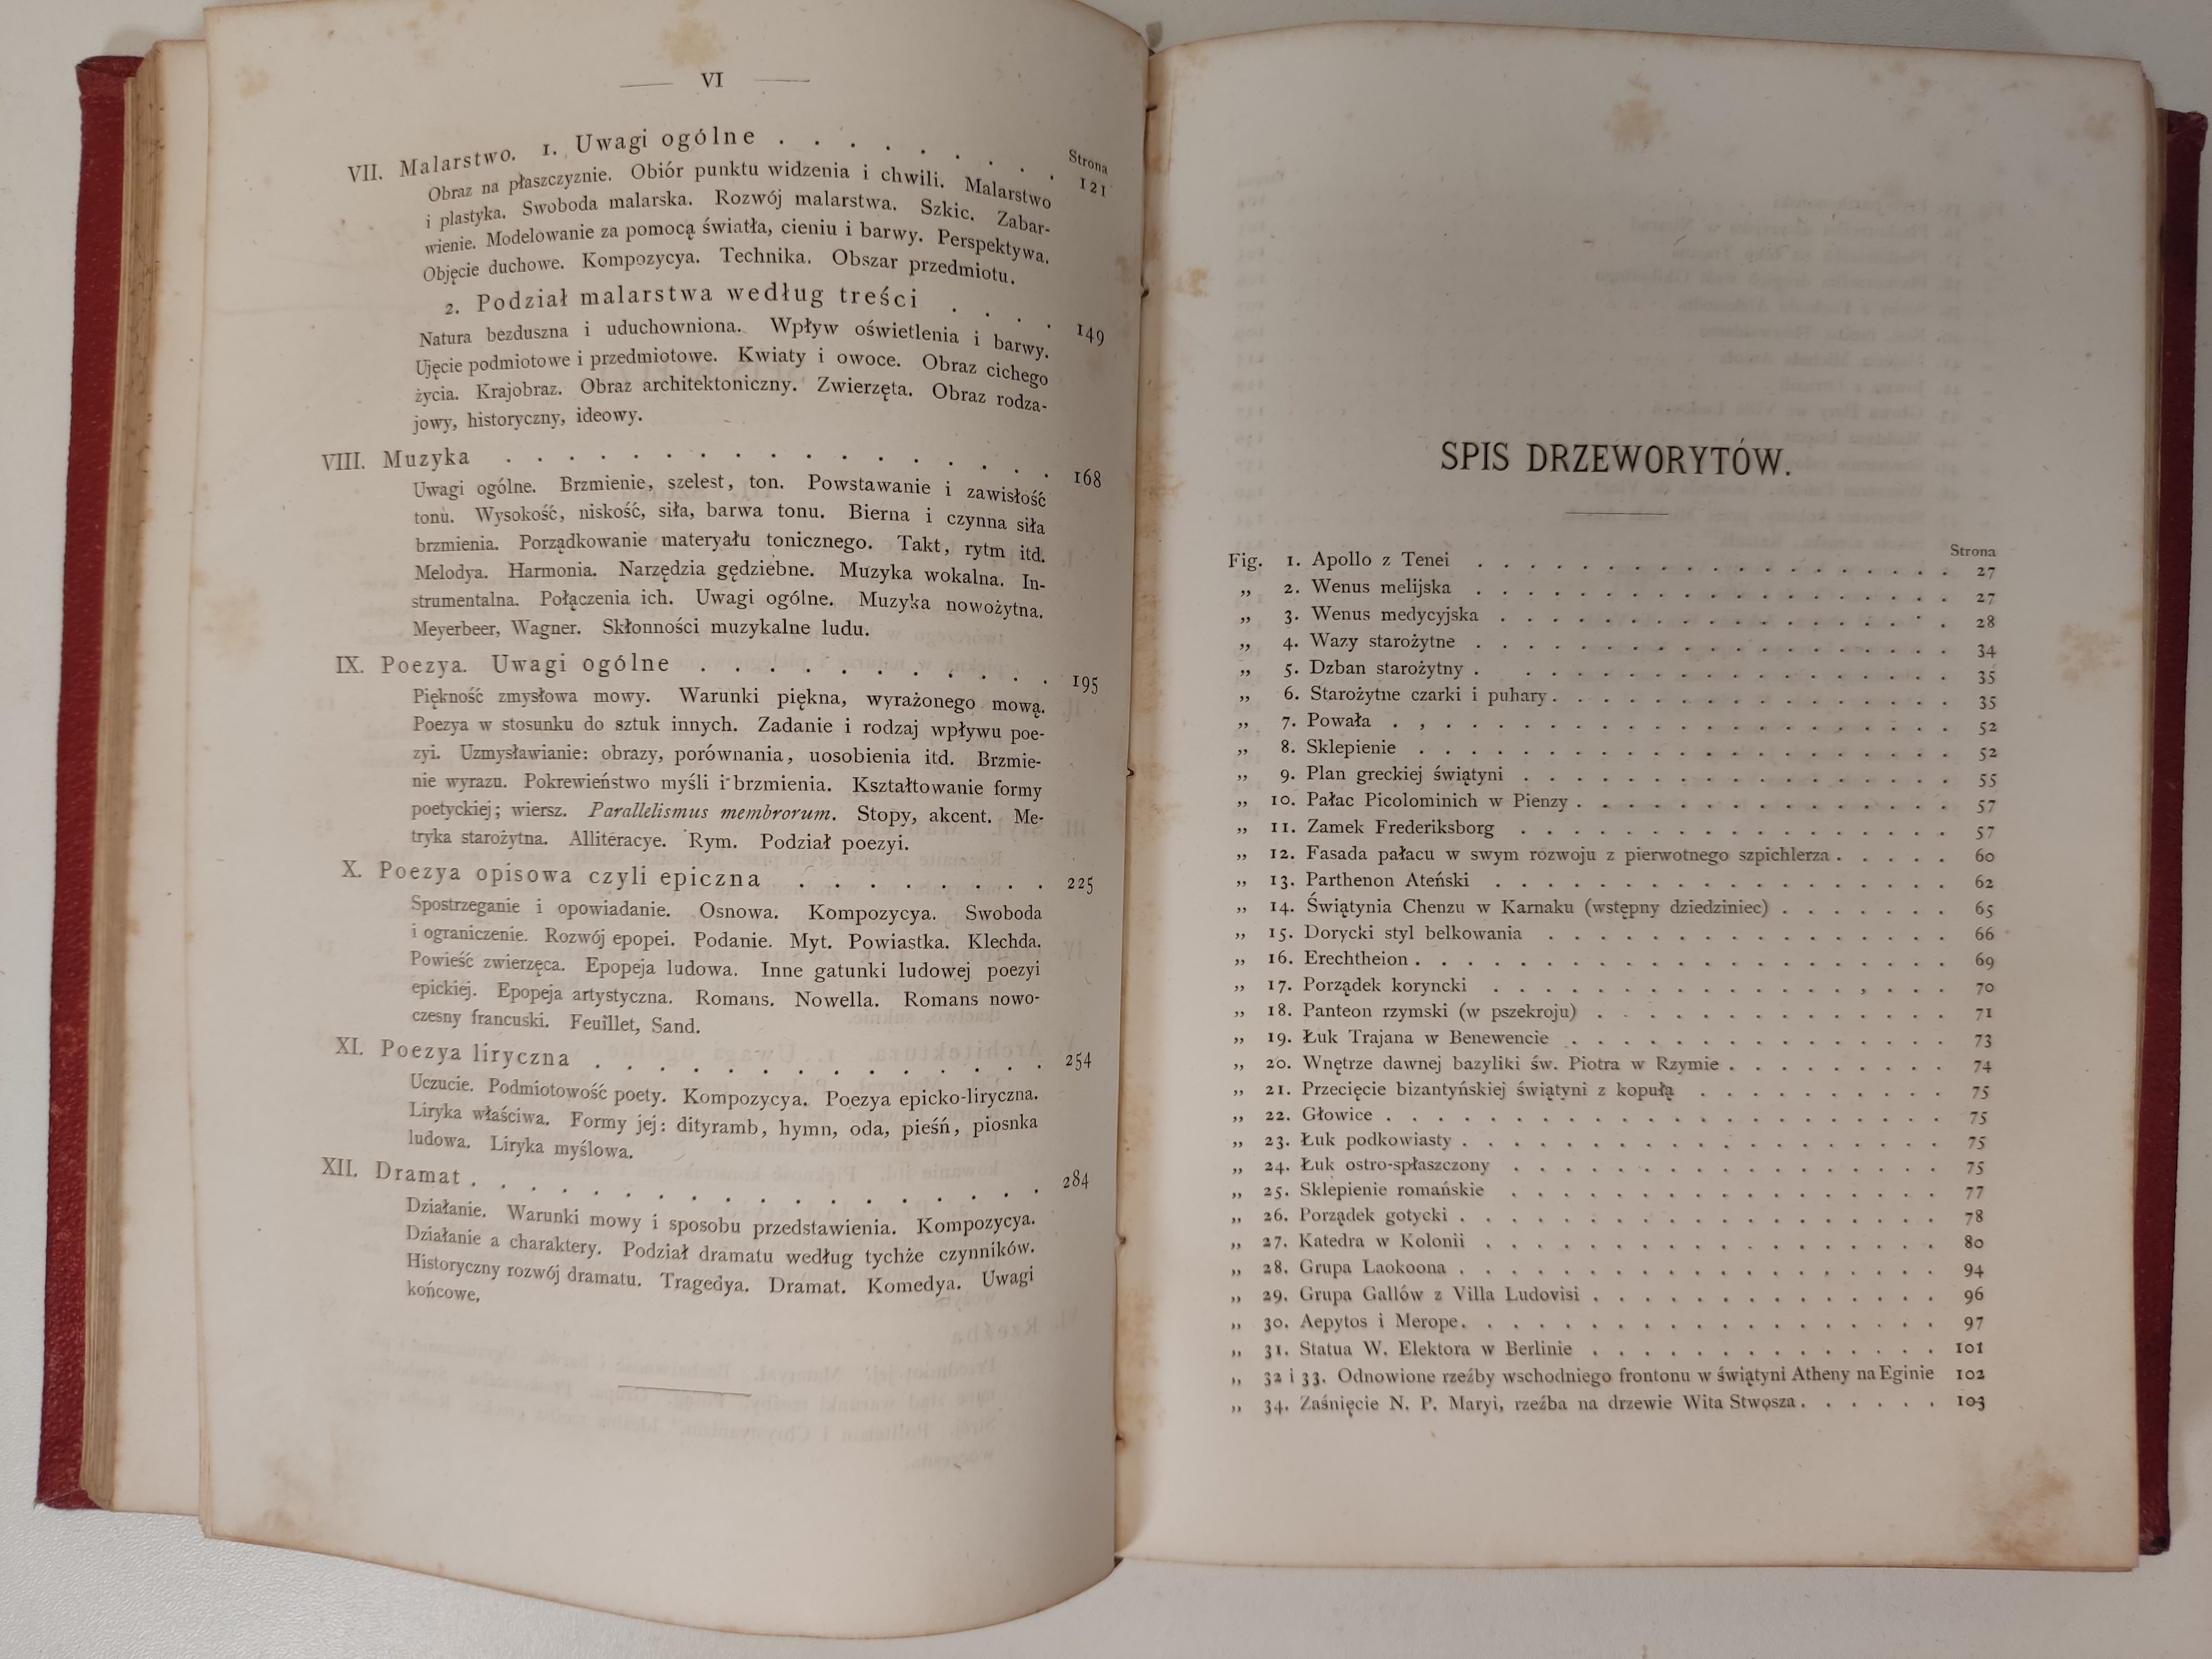 VI
Strona
VII. Malarstwo. 1. Uwagi ogólne . . . . . . . . . 121
Obraz na płaszczyznie. Obiór punktu widzenia i chwili. Malarstwo
i plastyka. Swoboda malarska. Rozwój malarstwa. Szkic. Zabar-
wienie. Modelowanie za pomocą światła, cieniu i barwy. Perspektywa.
Objęcie duchowe. Kompozycya. Technika. Obszar przedmiotu.
2. Podział malarstwa według treści . . . . 149
Natura bezduszna i uduchowniona. Wpływ oświetlenia i barwy.
Ujęcie podmiotowe i przedmiotowe. Kwiaty i owoce. Obraz cichego
życia. Krajobraz. Obraz architektoniczny. Zwierzęta. Obraz rodza-
jowy, historyczny, ideowy.
VIII. Muzyka . . . . . . . . . . . . . . . 168
Uwagi ogólne. Brzmienie, szelest, ton. Powstawanie i zawisłość
tonu. Wysokość, niskość, siła, barwa tonu. Bierna i czynna siła
brzmienia. Porządkowanie materyału tonicznego. Takt, rytm itd.
Melodya. Harmonia. Narzędzia gędziebne. Muzyka wokalna. In-
strumentalna. Połączenia ich. Uwagi ogólne. Muzyka nowożytna.
Meyerbeer, Wagner. Skłonności muzykalne ludu.
IX. Poezya. Uwagi ogólne . . . . . . . . . . 195
Piękność zmysłowa mowy. Warunki piękna, wyrażonego mową.
Poezya w stosunku do sztuk innych. Zadanie i rodzaj wpływu poe-
zyi. Uzmysławianie: obrazy, porównania, uosobienia itd. Brzmie-
nie wyrazu. Pokrewieństwo myśli i brzmienia. Kształtowanie formy
poetyckiej; wiersz. Parallelismus membrorum. Stopy, akcent. Me-
tryka starożytna. Alliteracye. Rym. Podział poezyi.
X. Poezya opisowa czyli epiczna . . . . . . . . 225
Spostrzeganie i opowiadanie. Osnowa. Kompozycya. Swoboda
i ograniczenie. Rozwój epopei. Podanie. Myt. Powiastka. Klechda.
Powieść zwierzęca. Epopeja ludowa. Inne gatunki ludowej poezyi
epickiej. Epopeja artystyczna. Romans. Nowella. Romans nowo-
czesny francuski. Feuillet, Sand.
XI. Poezya liryczna . . . . . . . . . . . . . 254
Uczucie. Podmiotowość poety. Kompozycya. Poezya epicko-liryczna.
Liryka właściwa. Formy jej: dityramb, hymn, oda, pieśń, piosnka
ludowa. Liryka myślowa.
XII. Dramat . . . . . . . . . . . . . . . 284
Działanie. Warunki mowy i sposobu przedstawienia. Kompozycya.
Działanie a charaktery. Podział dramatu według tychże czynników.
Historyczny rozwój dramatu. Tragedya. Dramat. Komedya. Uwagi
końcowe.
SPIS DRZEWORYTÓW.
Strona
Fig. 1. Apollo z Tenei . . . . . . . . . . . . . . . . . . 27
„ 2. Wenus melijska . . . . . . . . . . . . . . . . . . 27
„ 3. Wenus medycyjska . . . . . . . . . . . . . . . . . 28
„ 4. Wazy starożytne . . . . . . . . . . . . . . . . . . 34
„ 5. Dzban starożytny . . . . . . . . . . . . . . . . . . 35
„ 6. Starożytne czarki i puhary . . . . . . . . . . . . . . . 35
„ 7. Powała . . . . . . . . . . . . . . . . . . . . . 52
„ 8. Sklepienie . . . . . . . . . . . . . . . . . . . . 52
„ 9. Plan greckiej świątyni . . . . . . . . . . . . . . . . 55
„ 10. Pałac Picolominich w Pienzy . . . . . . . . . . . . . . 57
„ 11. Zamek Frederiksborg . . . . . . . . . . . . . . . . 57
„ 12. Fasada pałacu w swym rozwoju z pierwotnego szpichlerza . . . . . 60
„ 13. Parthenon Ateński . . . . . . . . . . . . . . . . . 62
„ 14. Świątynia Chenzu w Karnaku (wstępny dziedziniec) . . . . . . . 65
„ 15. Dorycki styl belkowania . . . . . . . . . . . . . . . 66
„ 16. Erechtheion . . . . . . . . . . . . . . . . . . . . 69
„ 17. Porządek koryncki . . . . . . . . . . . . . . . . . 70
„ 18. Panteon rzymski (w pszekroju) . . . . . . . . . . . . . 71
„ 19. Łuk Trajana w Benewencie . . . . . . . . . . . . . . 73
„ 20. Wnętrze dawnej bazyliki św. Piotra w Rzymie . . . . . . . . . 74
„ 21. Przecięcie bizantyńskiej świątyni z kopułą . . . . . . . . . . 75
„ 22. Głowice . . . . . . . . . . . . . . . . . . . . . 75
„ 23. Łuk podkowiasty . . . . . . . . . . . . . . . . . . 75
„ 24. Łuk ostro-spłaszczony . . . . . . . . . . . . . . . . 75
„ 25. Sklepienie romańskie . . . . . . . . . . . . . . . . 77
„ 26. Porządek gotycki . . . . . . . . . . . . . . . . . . 78
„ 27. Katedra w Kolonii . . . . . . . . . . . . . . . . . 80
„ 28. Grupa Laokoona . . . . . . . . . . . . . . . . . . 94
„ 29. Grupa Gallów z Villa Ludovisi . . . . . . . . . . . . . 96
„ 30. Aepytos i Merope . . . . . . . . . . . . . . . . . . 97
„ 31. Statua W. Elektora w Berlinie . . . . . . . . . . . . . 101
„ 32 i 33. Odnowione rzeźby wschodniego frontonu w świątyni Atheny na Eginie 102
„ 34. Zaśnięcie N. P. Maryi, rzeźba na drzewie Wita Stwosza . . . . . . 103